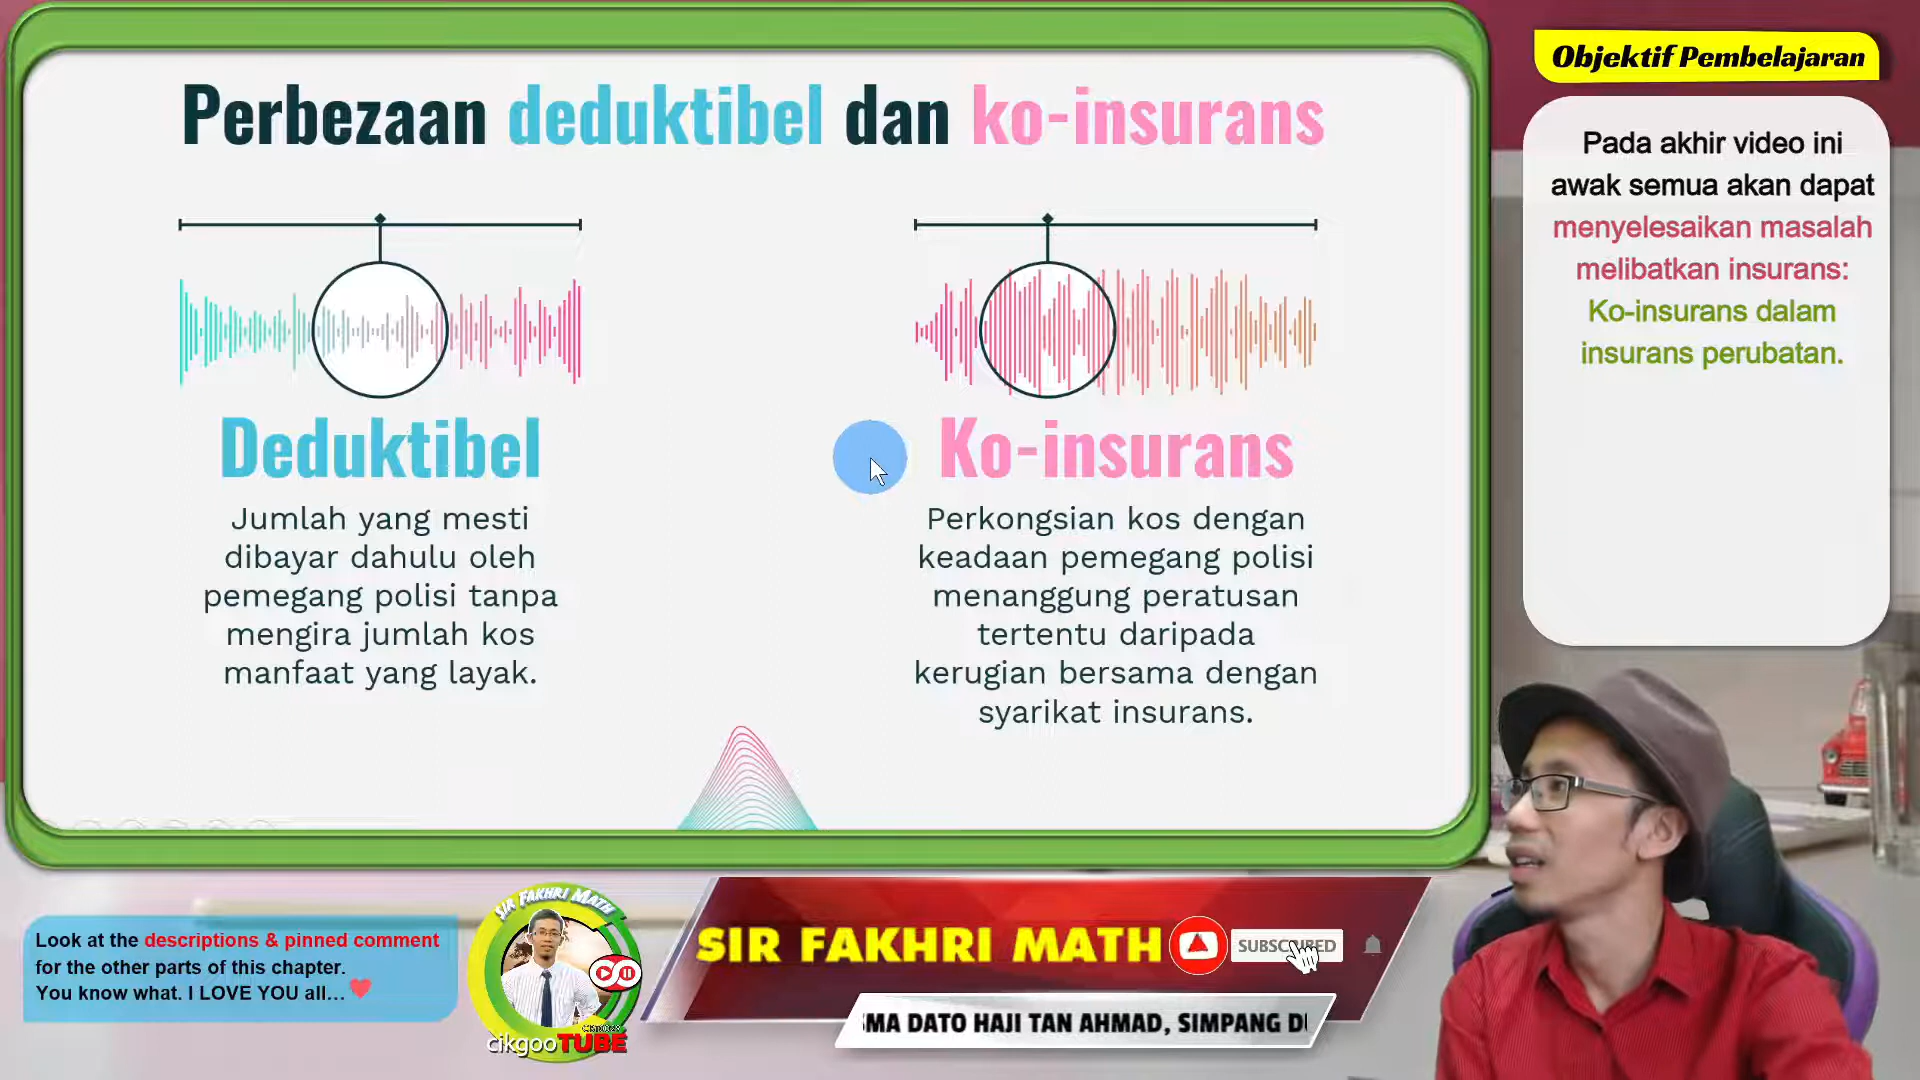 Perbezaan deduktibel dan ko-insurans
Deduktibel
Jumlah yang mesti
dibayar dahulu oleh
pemegang polisi tanpa
mengira jumlah kos
manfaat yang layak.
Ko-insurans
Perkongsian kos dengan
keadaan pemegang polisi
menanggung peratusan
tertentu daripada
kerugian bersama dengan
syarikat insurans.
Objektif Pembelajaran
Pada akhir video ini
awak semua akan dapat
menyelesaikan masalah
melibatkan insurans:
Ko-insurans dalam
insurans perubatan.
Look at the descriptions & pinned comment
for the other parts of this chapter.
You know what. I LOVE YOU all...
SIR FAKHRI MATH
cikgooTUBE
SIR FAKHRI MATH
SUBSCRIBED
MA DATO HAJI TAN AHMAD, SIMPANG